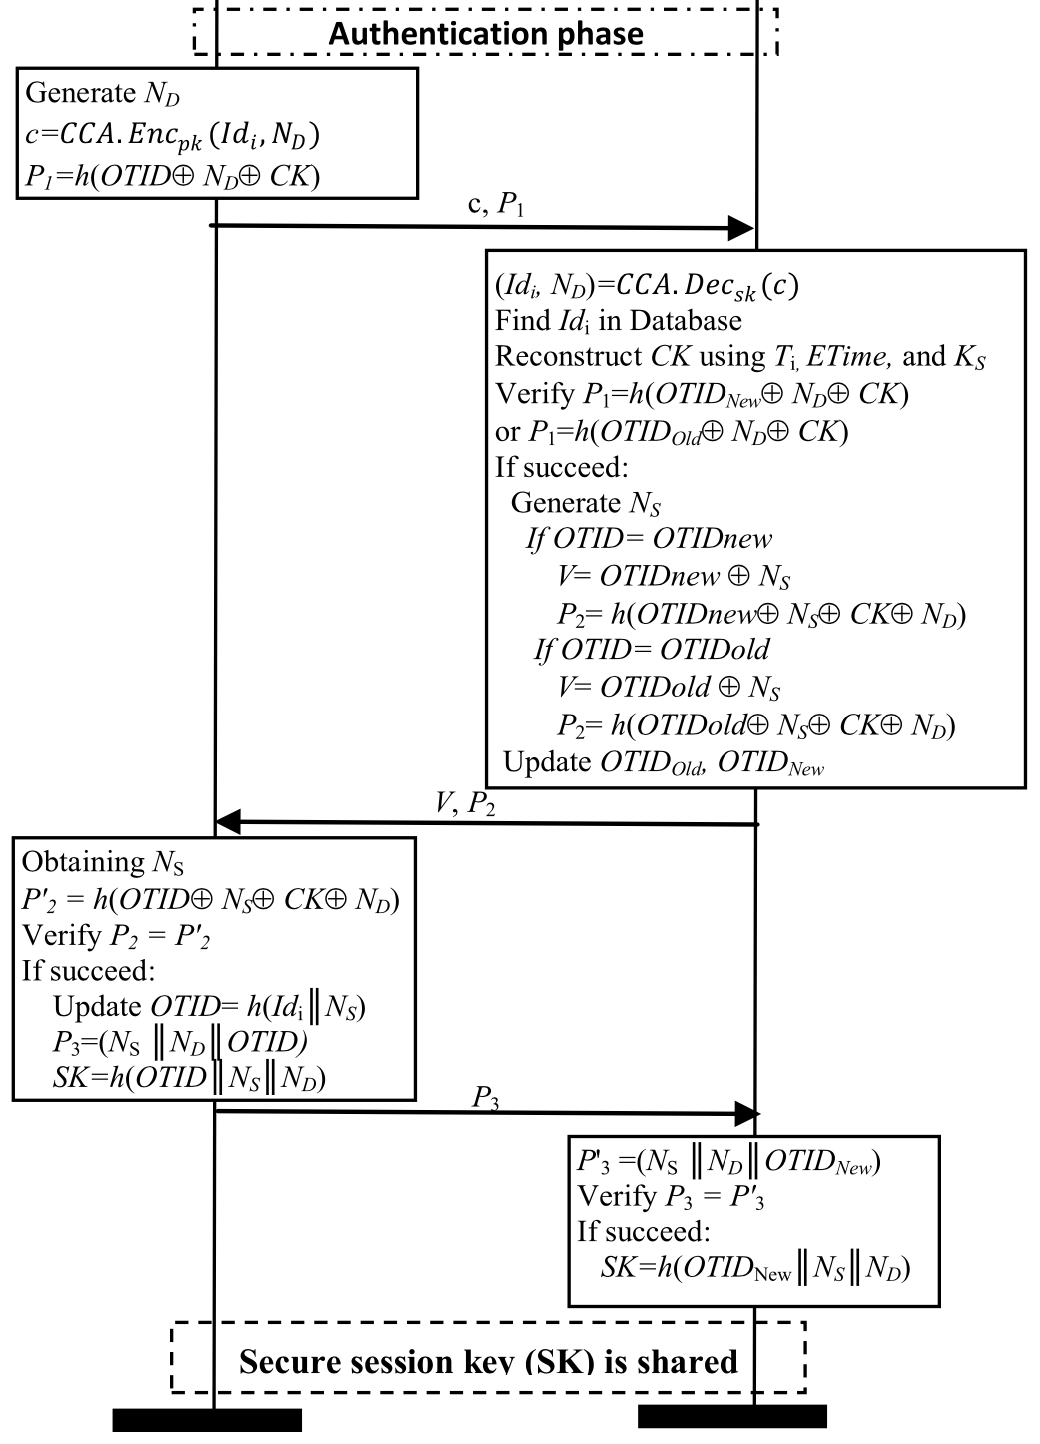 Authentication phase
Generate N_D
c=CCA.Enc_pk(Id_i, N_D)
P_1=h(OTID⊕ N_D⊕ CK)
c, P_1
(Id_i, N_D)=CCA.Dec_sk(c)
Find Id_i in Database
Reconstruct CK using T_i, ETime, and K_S
Verify P_1=h(OTID_New⊕ N_D⊕ CK)
or P_1=h(OTID_Old⊕ N_D⊕ CK)
If succeed:
Generate N_S
If OTID= OTIDnew
V= OTIDnew ⊕ N_S
P_2= h(OTIDnew⊕ N_S⊕ CK⊕ N_D)
If OTID= OTIDold
V= OTIDold ⊕ N_S
P_2= h(OTIDold⊕ N_S⊕ CK⊕ N_D)
Update OTID_Old, OTID_New
V, P_2
Obtaining N_S
P'_2 = h(OTID⊕ N_S⊕ CK⊕ N_D)
Verify P_2 = P'_2
If succeed:
Update OTID= h(Id_i‖N_S)
P_3=(N_S ‖N_D‖OTID)
SK=h(OTID‖N_S‖N_D)
P_3
P'_3 =(N_S ‖N_D‖OTID_New)
Verify P_3 = P'_3
If succeed:
SK=h(OTID_New‖N_S‖N_D)
Secure session key (SK) is shared